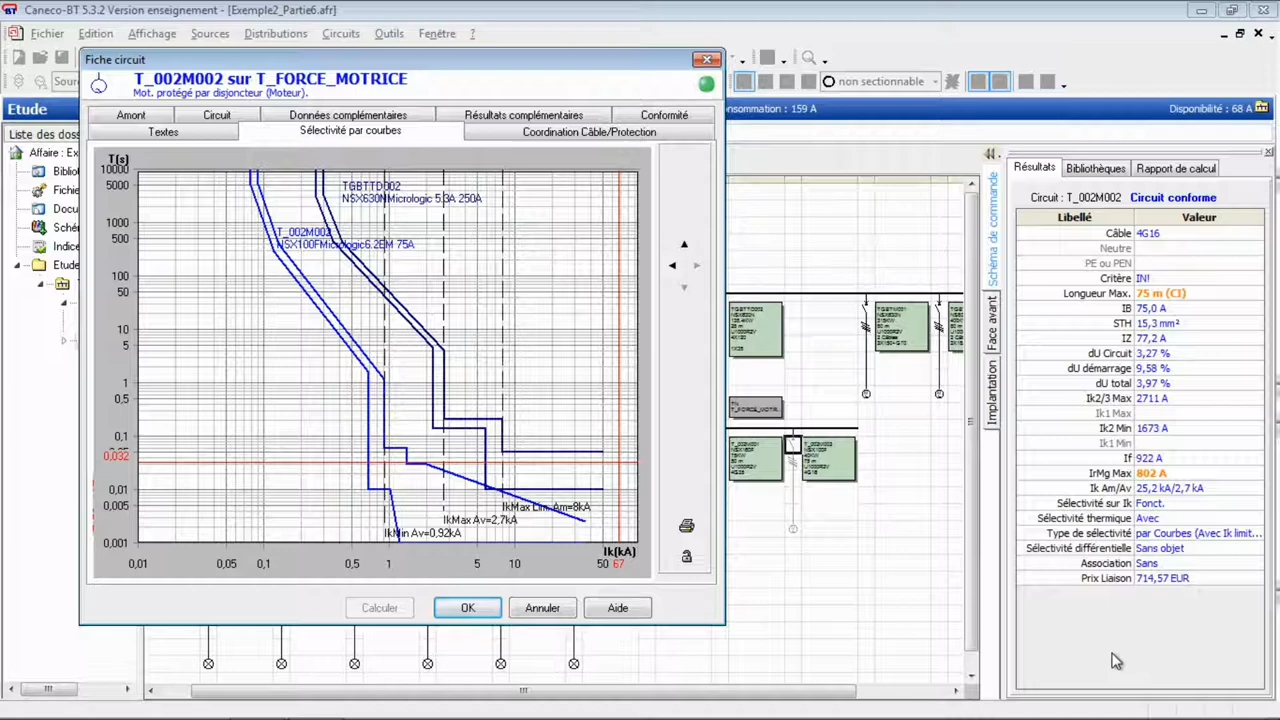 Caneco-BT 5.3.2 Version enseignement - [Exemple2_Partie6.afr]
Fichier Edition Affichage Sources Distributions Circuits Outils Fenêtre ?
non sectionnable
Etude
Disponibilité : 68 A
Fiche circuit
T_002M002 sur T_FORCE_MOTRICE
Mot. protégé par disjoncteur (Moteur).
Amont Circuit Données complémentaires Résultats complémentaires Conformité
Textes Sélectivité par courbes Coordination Câble/Protection
T(s)
10000
5000
1000
500
100
50
10
5
1
0,5
0,1
0,032
0,01
0,005
0,001
TGBTTD002
NSX630NMicrologic 5.3A 250A
T_002M002
NSX100FMicrologic6.2EM 75A
IkMax Lim. Am=8kA
IkMax Av=2,7kA
IkMin Av=0,92kA
Ik(kA)
0,01 0,05 0,1 0,5 1 5 10 50 67
Calculer OK Annuler Aide
Liste des doss
Affaire : Ex
Bibliot
Fichie
Docu
Schér
Indice
Etude
onsommation : 159 A
Schéma de commande
Face avant
Implantation
Résultats Bibliothèques Rapport de calcul
Circuit : T_002M002 Circuit conforme
Libellé Valeur
Câble 4G16
Neutre
PE ou PEN
Critère IN!
Longueur Max. 75 m (CI)
IB 75,0 A
STH 15,3 mm²
IZ 77,2 A
dU Circuit 3,27 %
dU démarrage 9,58 %
dU total 3,97 %
Ik2/3 Max 2711 A
Ik1 Max
Ik2 Min 1673 A
Ik1 Min
If 922 A
IrMg Max 802 A
Ik Am/Av 25,2 kA/2,7 kA
Sélectivité sur Ik Fonct.
Sélectivité thermique Avec
Type de sélectivité par Courbes (Avec Ik limit...
Sélectivité différentielle Sans objet
Association Sans
Prix Liaison 714,57 EUR